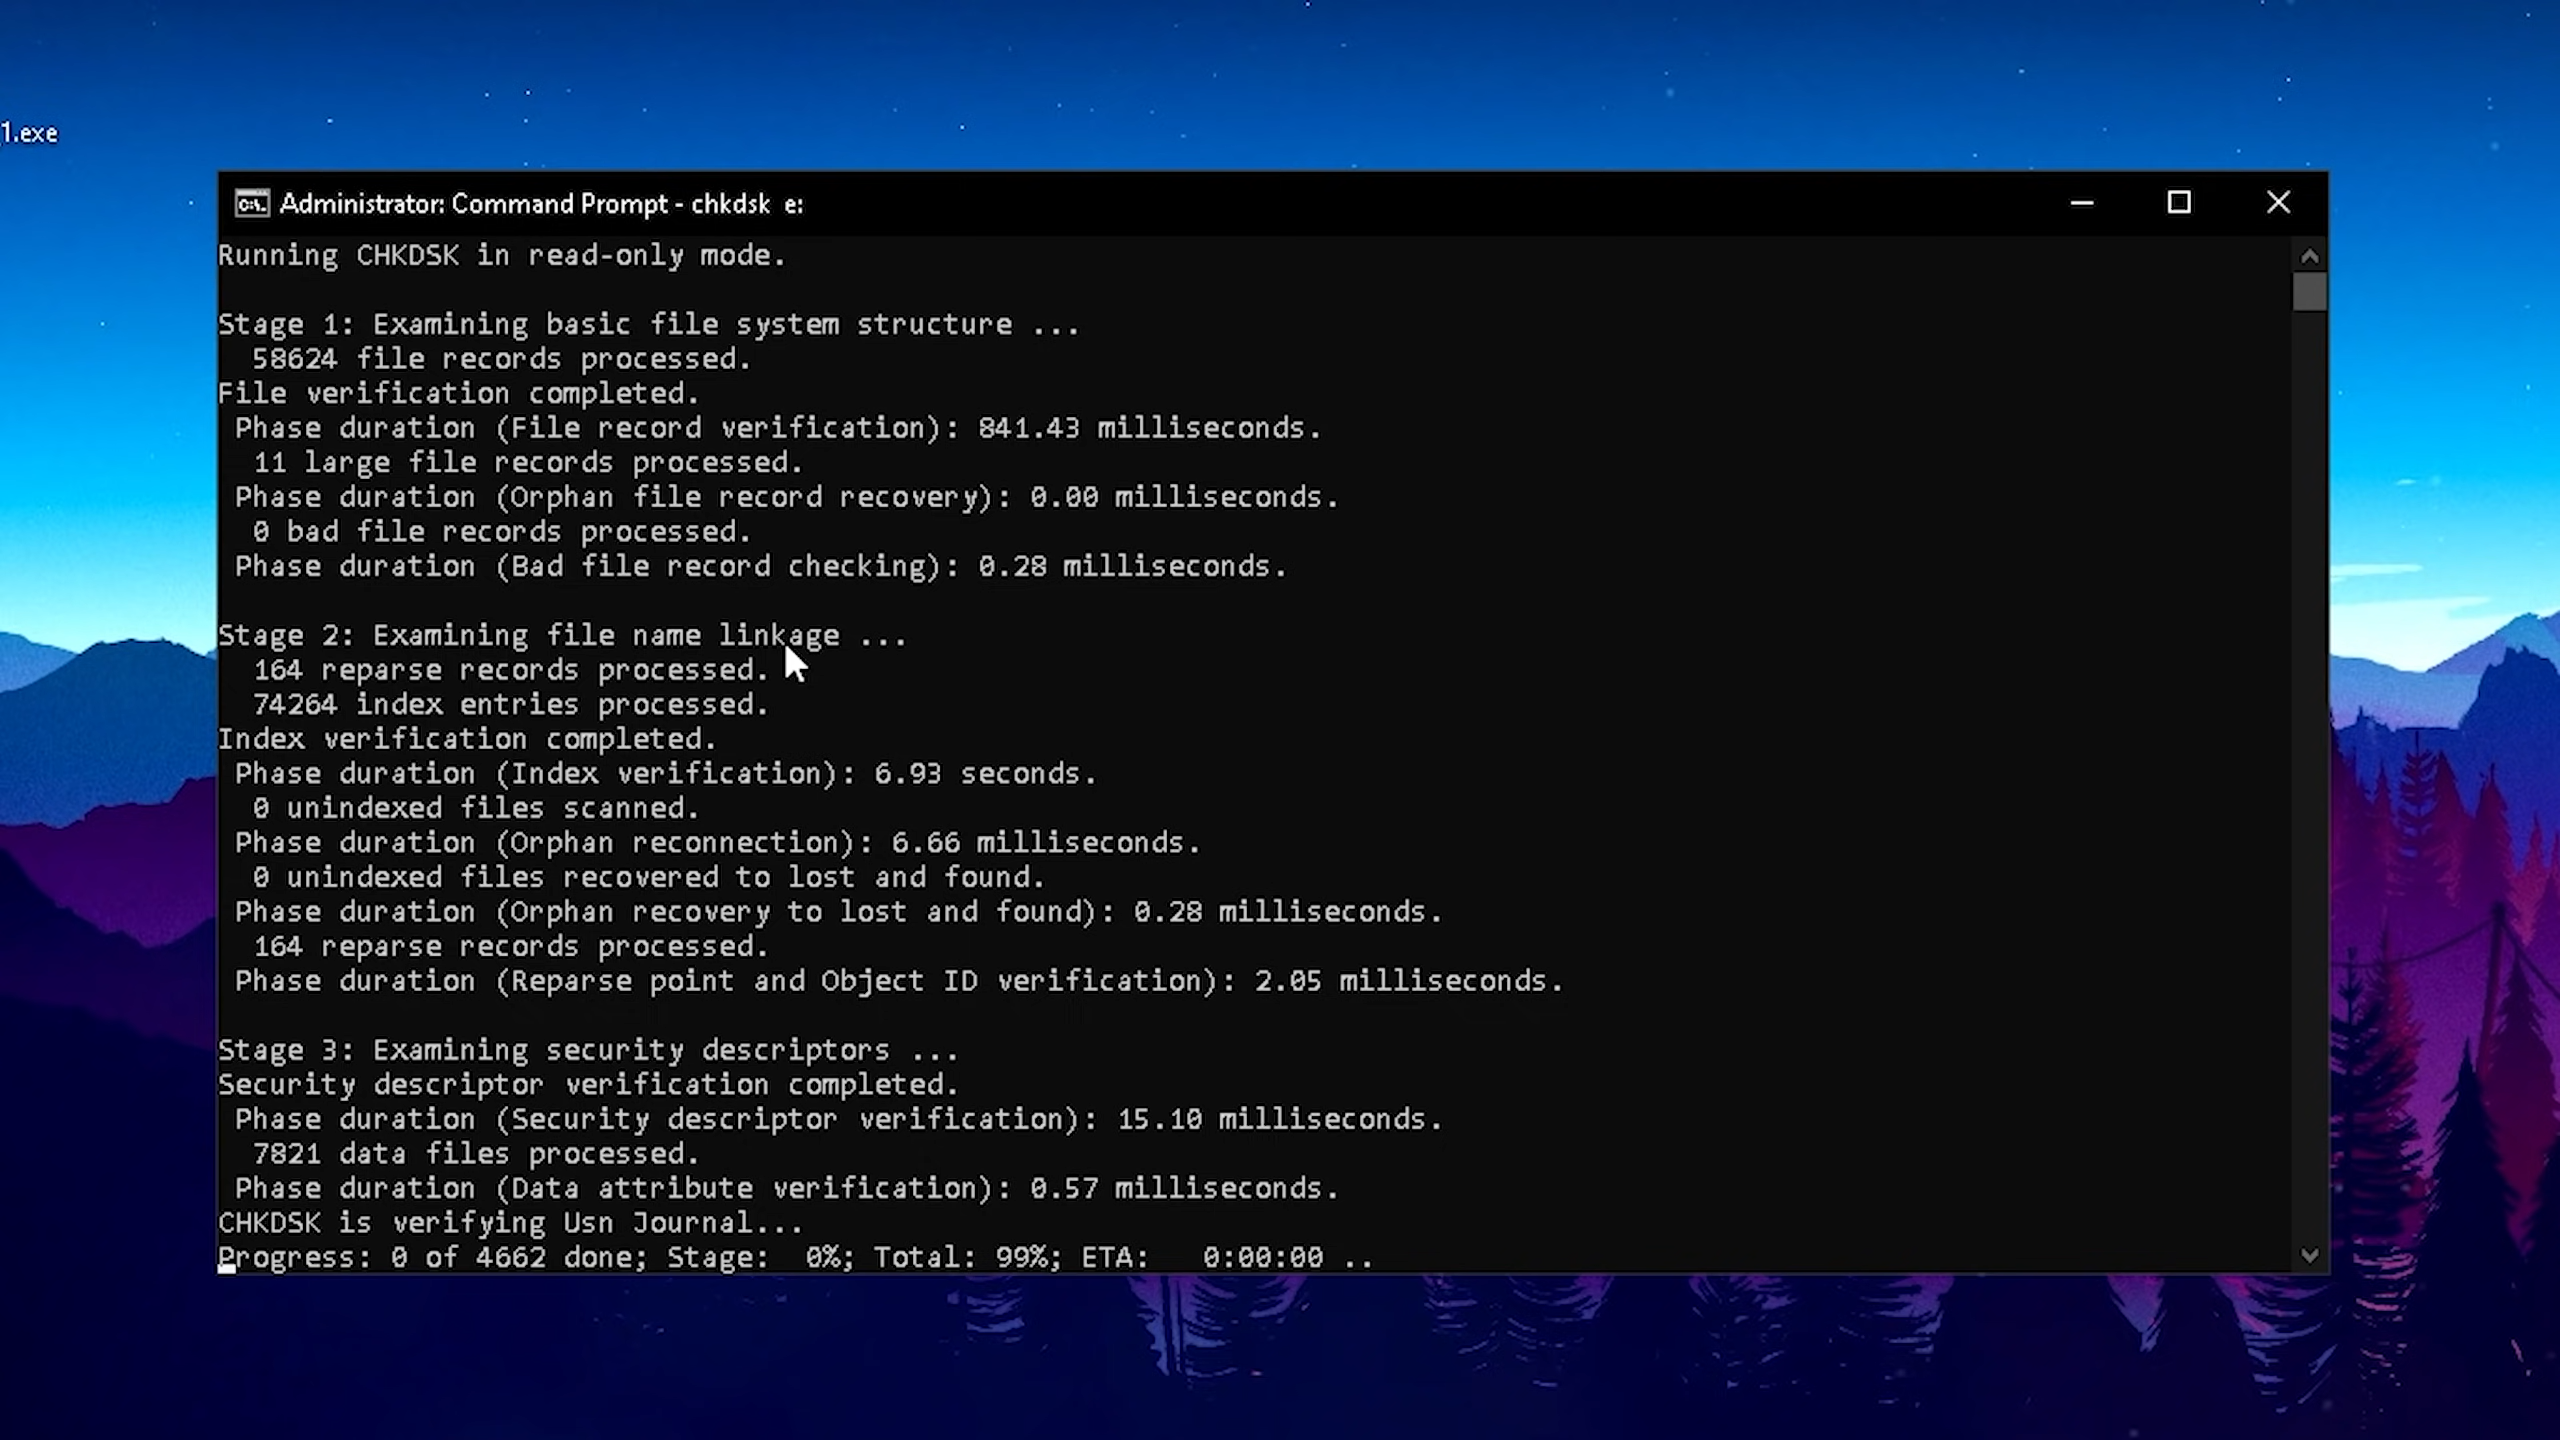 1.exe
Administrator: Command Prompt - chkdsk  e:
Running CHKDSK in read-only mode.
Stage 1: Examining basic file system structure ...
58624 file records processed.
File verification completed.
Phase duration (File record verification): 841.43 milliseconds.
11 large file records processed.
Phase duration (Orphan file record recovery): 0.00 milliseconds.
0 bad file records processed.
Phase duration (Bad file record checking): 0.28 milliseconds.
Stage 2: Examining file name linkage ...
164 reparse records processed.
74264 index entries processed.
Index verification completed.
Phase duration (Index verification): 6.93 seconds.
0 unindexed files scanned.
Phase duration (Orphan reconnection): 6.66 milliseconds.
0 unindexed files recovered to lost and found.
Phase duration (Orphan recovery to lost and found): 0.28 milliseconds.
164 reparse records processed.
Phase duration (Reparse point and Object ID verification): 2.05 milliseconds.
Stage 3: Examining security descriptors ...
Security descriptor verification completed.
Phase duration (Security descriptor verification): 15.10 milliseconds.
7821 data files processed.
Phase duration (Data attribute verification): 0.57 milliseconds.
CHKDSK is verifying Usn Journal...
Progress: 0 of 4662 done; Stage:  0%; Total: 99%; ETA:   0:00:00 ..